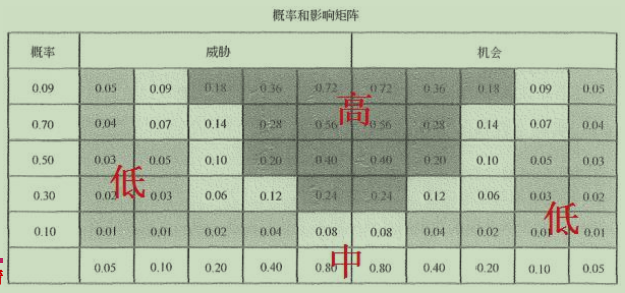 概率和影响矩阵
概率 威胁 机会
0.09 0.05 0.09 0.18 0.36 0.72 0.72 0.36 0.18 0.09 0.05
高
0.70 0.04 0.07 0.14 0.28 0.56 0.56 0.28 0.14 0.07 0.04
0.50 0.03 0.05 0.10 0.20 0.40 0.40 0.20 0.10 0.05 0.03
低
0.30 0.02 0.03 0.06 0.12 0.24 0.24 0.12 0.06 0.03 0.02
低
0.10 0.01 0.01 0.02 0.04 0.08 0.08 0.04 0.02 0.01 0.01
中
0.05 0.10 0.20 0.40 0.80 0.80 0.40 0.20 0.10 0.05